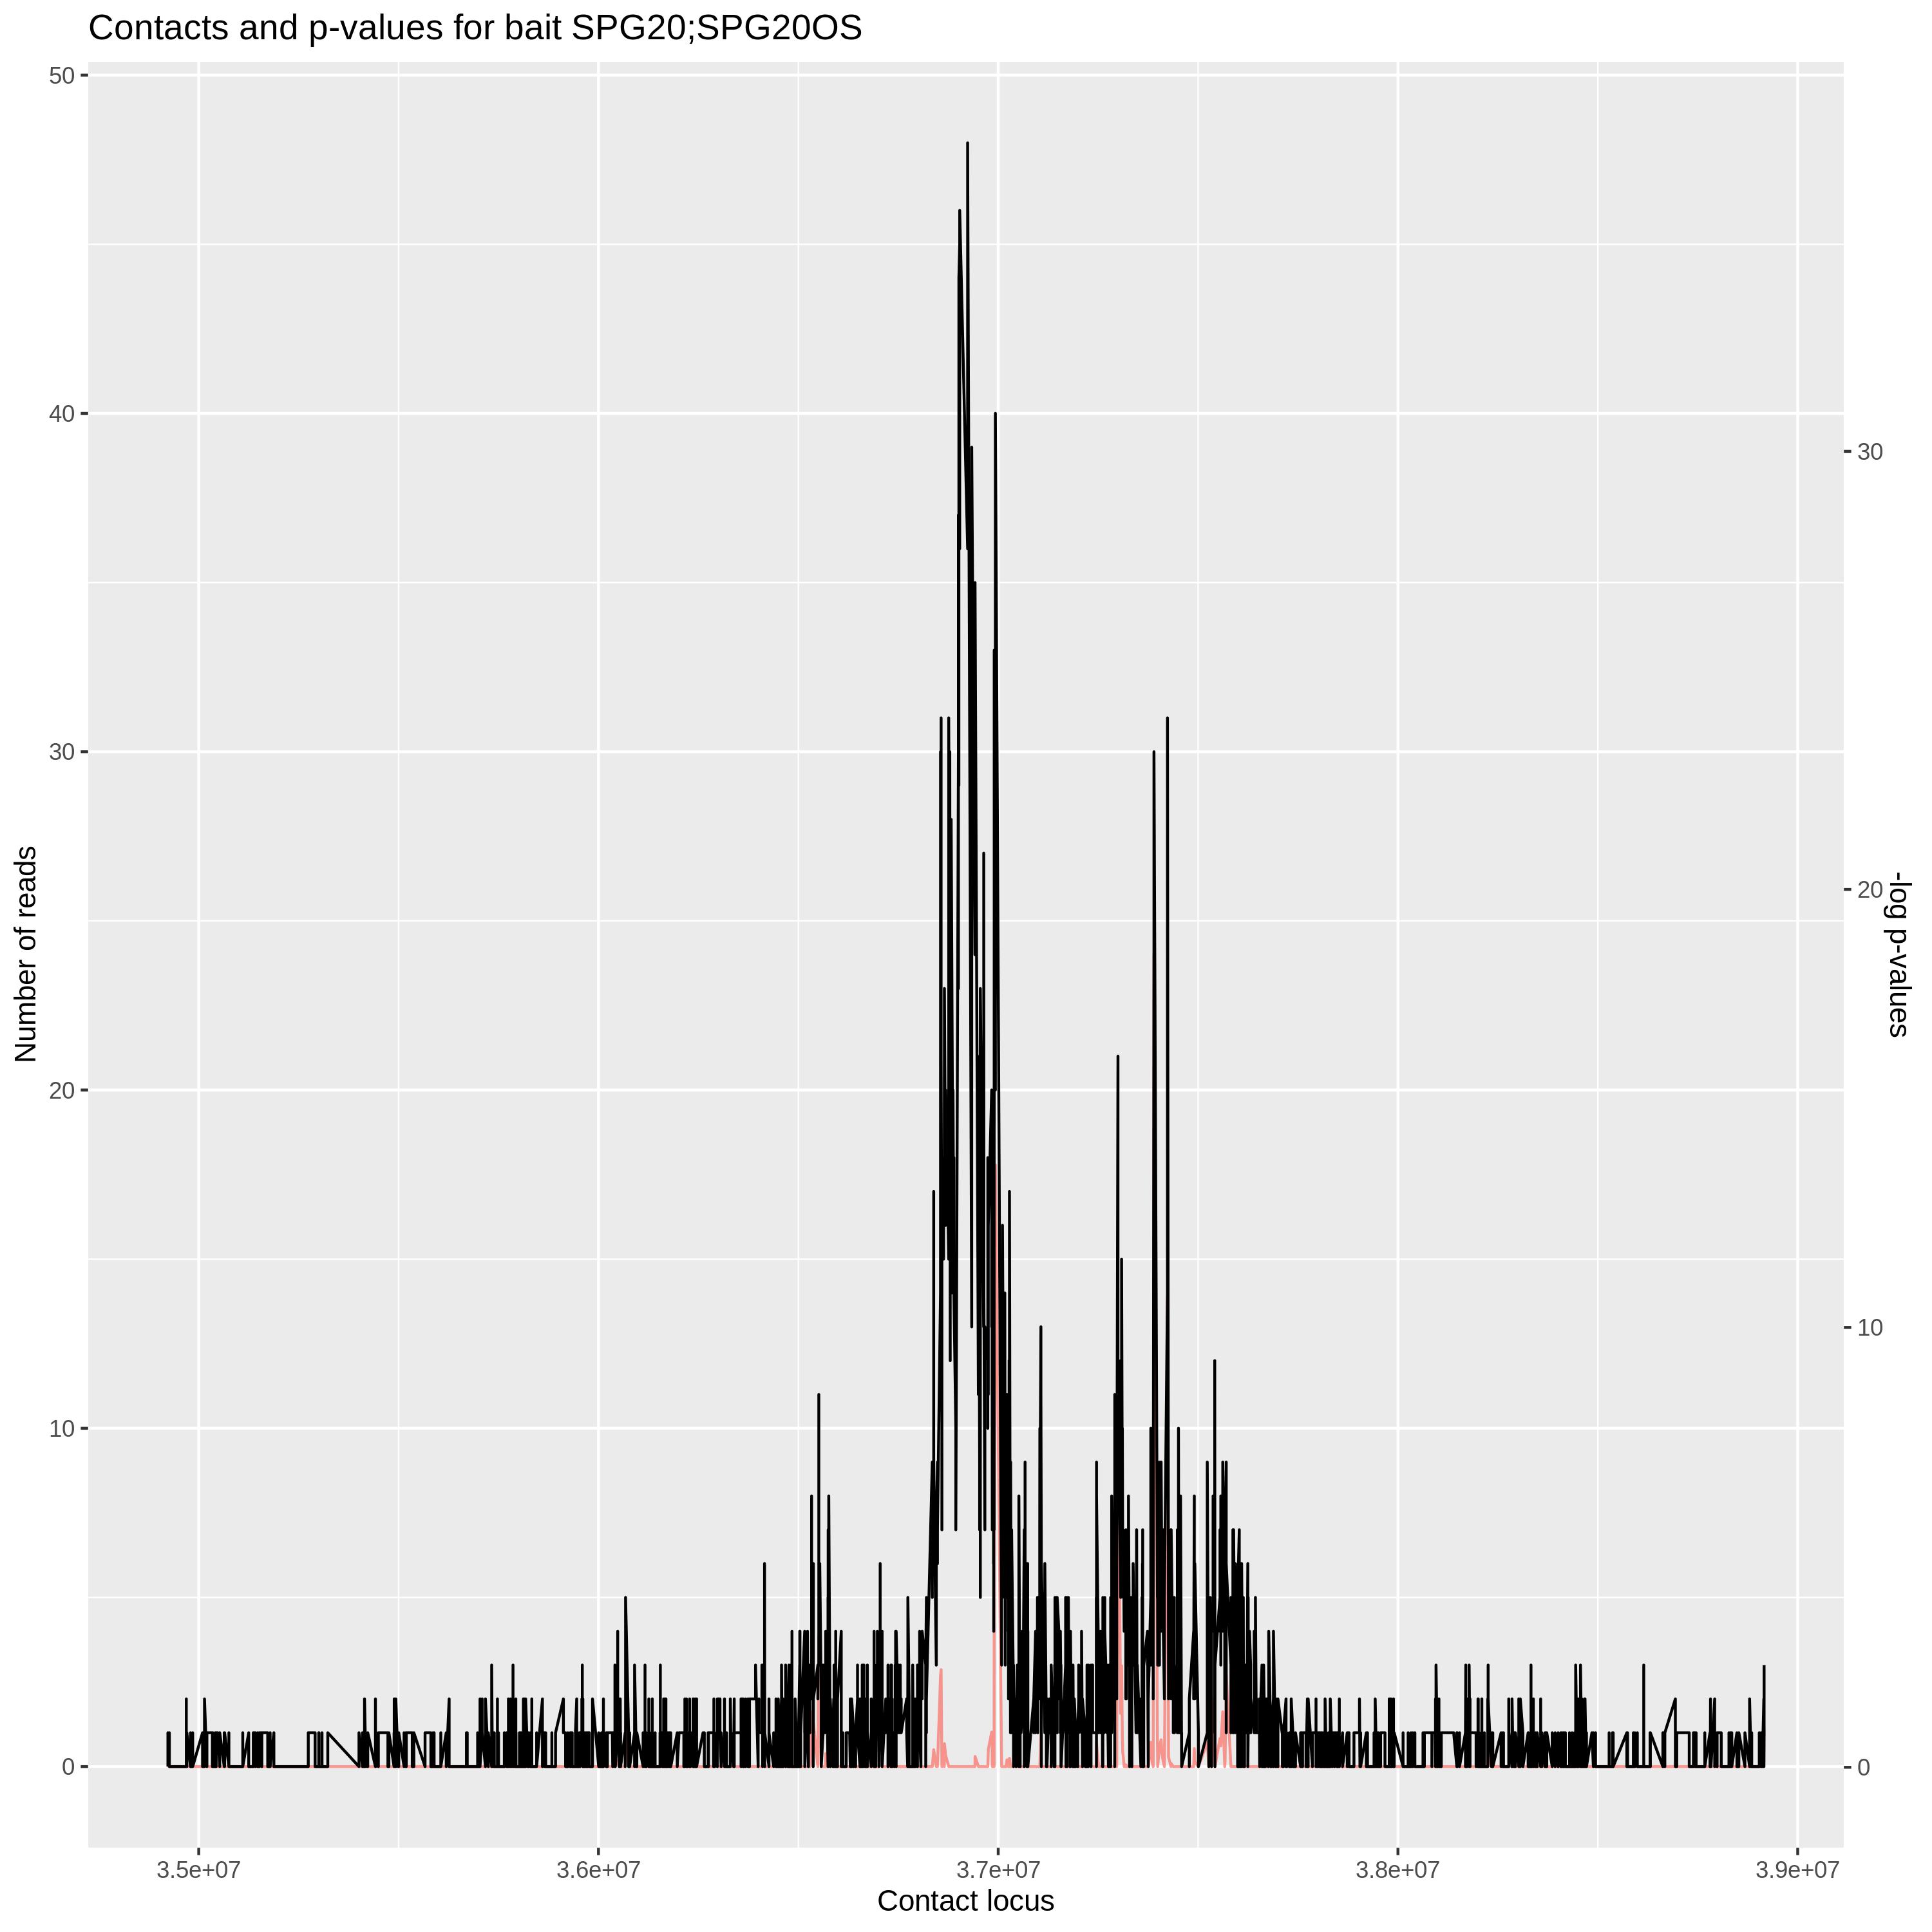 Contacts and p-values for bait SPG20;SPG20OS
50
40
30
20
10
0
Number of reads
30
20
10
0
-log p-values
3.5e+07 3.6e+07 3.7e+07 3.8e+07 3.9e+07
Contact locus